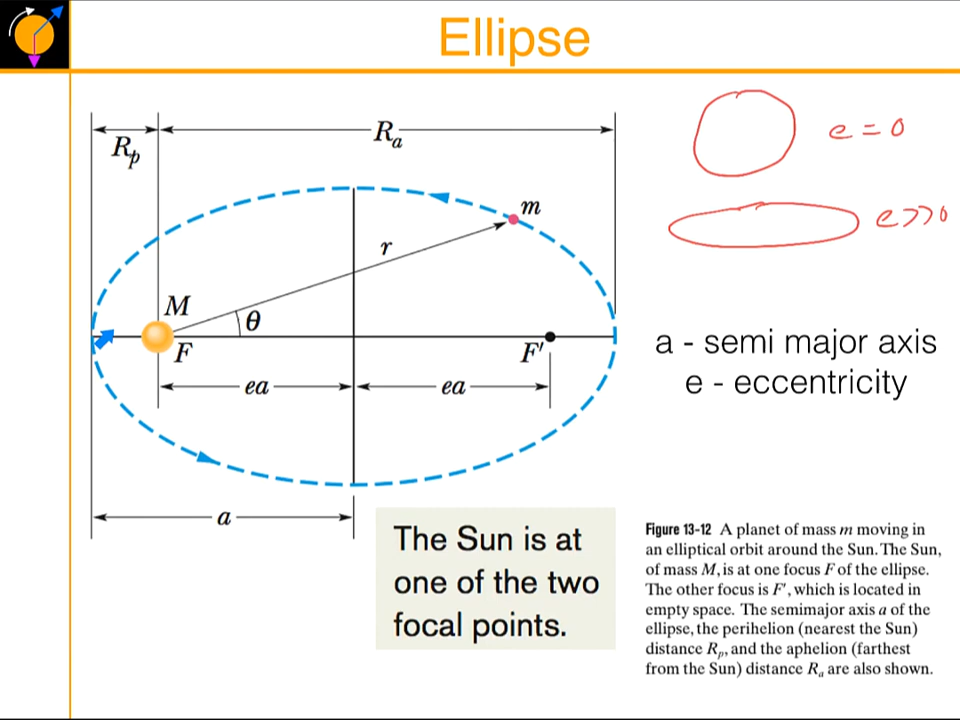 Ellipse
R_p
R_a
e = 0
m
r
e>>0
M
θ
F
F'
a - semi major axis
ea
ea
e - eccentricity
a
The Sun is at
one of the two
focal points.
Figure 13-12 A planet of mass m moving in
an elliptical orbit around the Sun. The Sun,
of mass M, is at one focus F of the ellipse.
The other focus is F', which is located in
empty space. The semimajor axis a of the
ellipse, the perihelion (nearest the Sun)
distance R_p, and the aphelion (farthest
from the Sun) distance R_a are also shown.